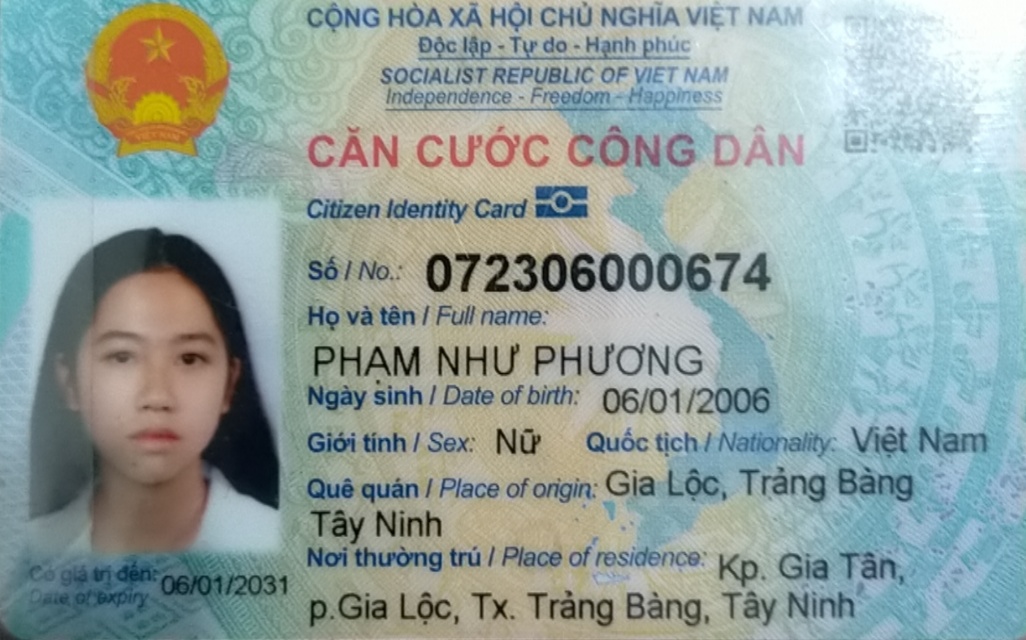 CỘNG HÒA XÃ HỘI CHỦ NGHĨA VIỆT NAM
Độc lập - Tự do - Hạnh phúc
SOCIALIST REPUBLIC OF VIET NAM
Independence - Freedom - Happiness
CĂN CƯỚC CÔNG DÂN
Citizen Identity Card
Số / No.: 072306000674
Họ và tên / Full name:
PHẠM NHƯ PHƯƠNG
Ngày sinh / Date of birth: 06/01/2006
Giới tính / Sex: Nữ Quốc tịch / Nationality: Việt Nam
Quê quán / Place of origin: Gia Lộc, Trảng Bàng
Tây Ninh
Nơi thường trú / Place of residence: Kp. Gia Tân,
p.Gia Lộc, Tx. Trảng Bàng, Tây Ninh
Có giá trị đến: 06/01/2031
Date of expiry
VIỆT NAM